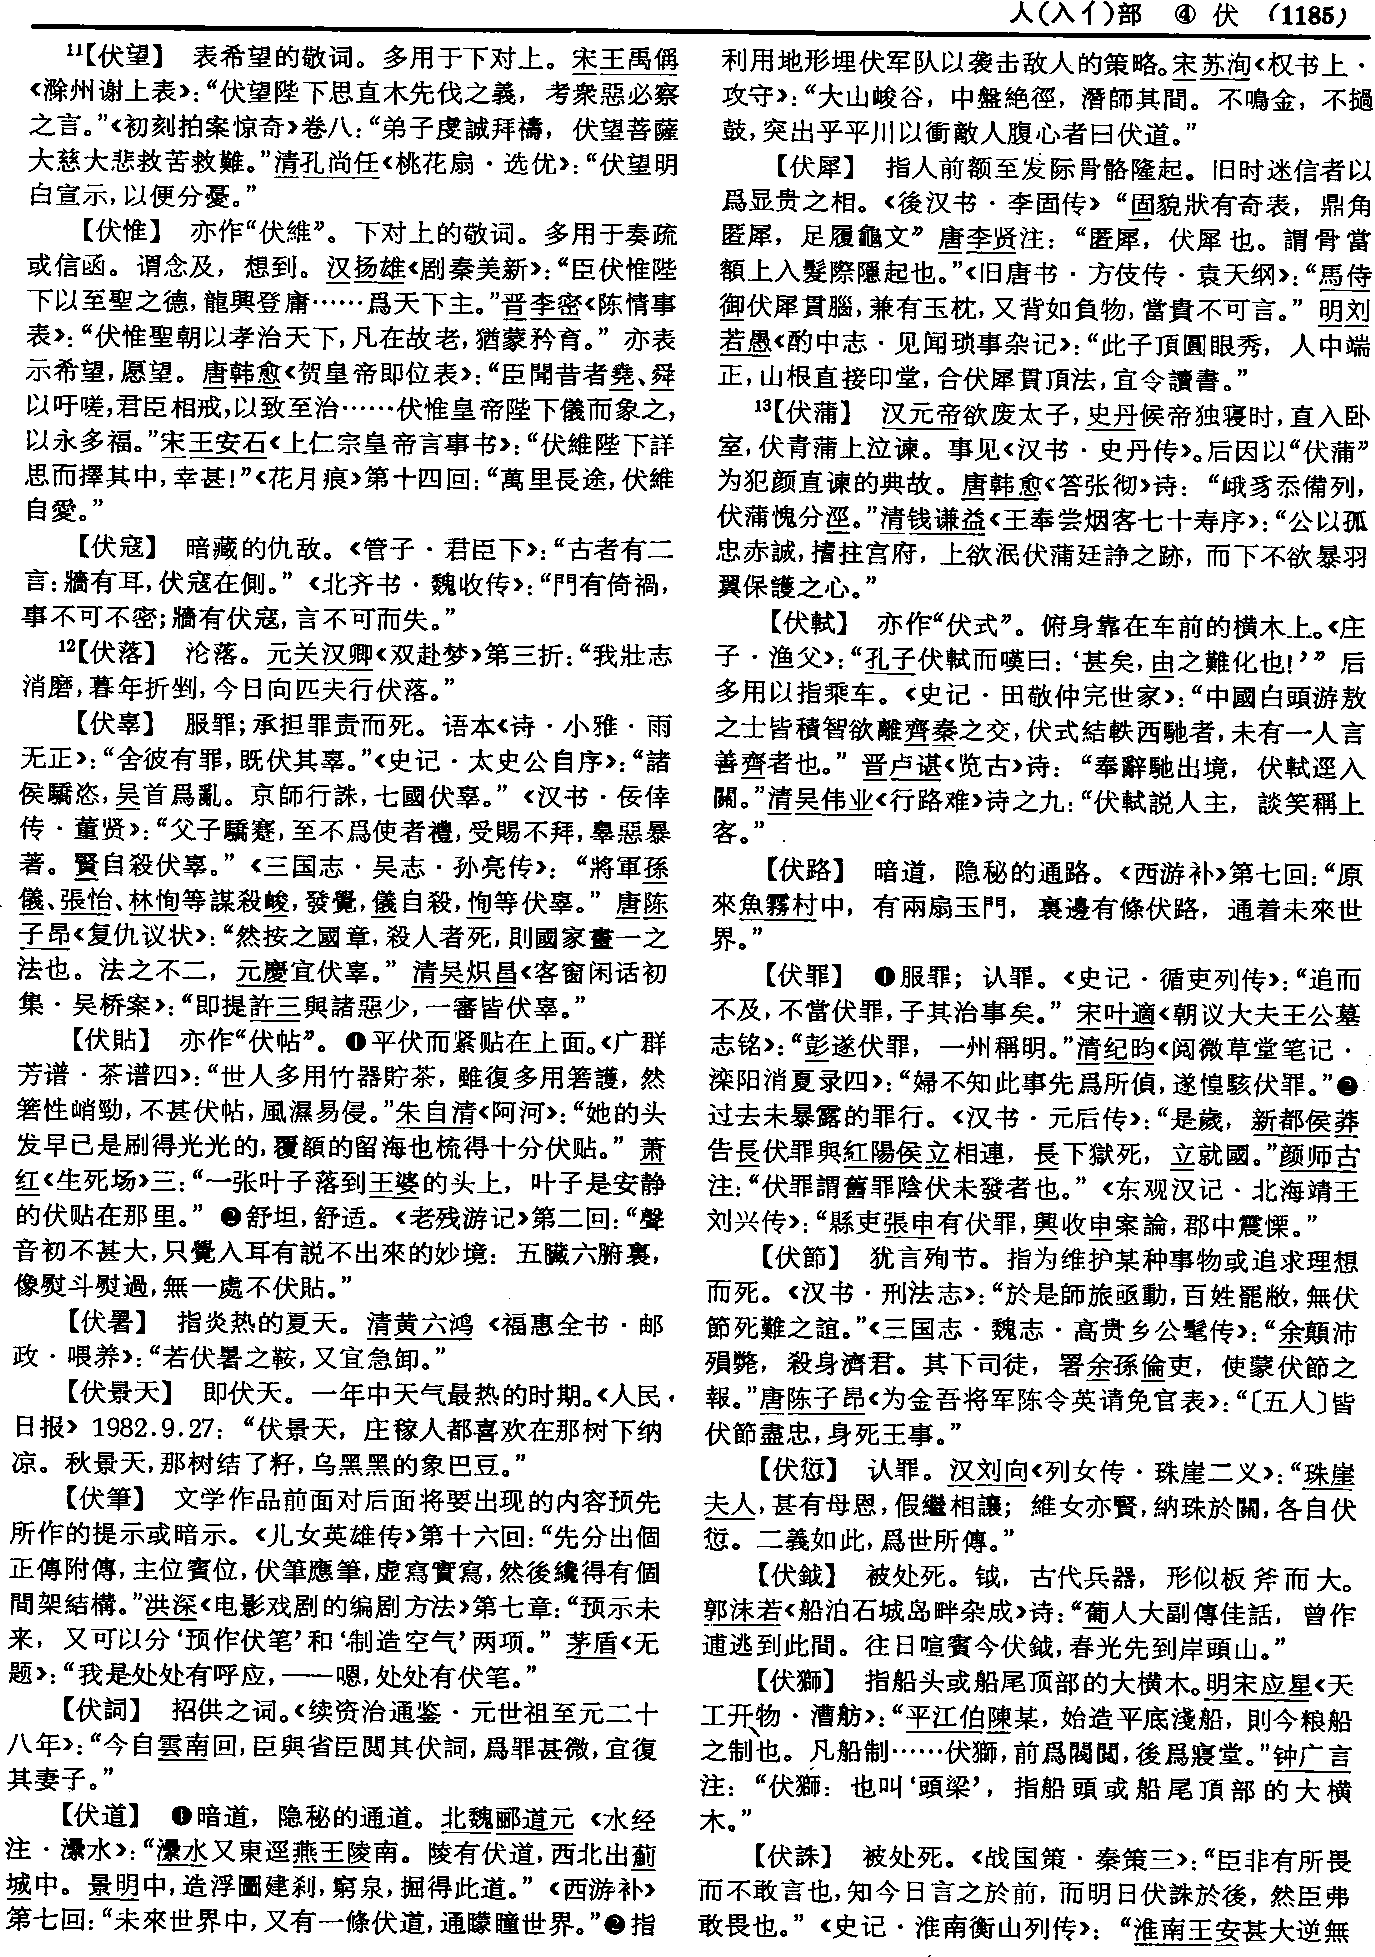 人(入亻)部 ④ 伏 (1185)
11【伏望】 表希望的敬词。多用于下对上。宋王禹偁
《滁州谢上表》：“伏望陛下思直木先伐之義，考衆惡必察
之言。”《初刻拍案惊奇》卷八：“弟子虔誠拜禱，伏望菩薩
大慈大悲救苦救難。”清孔尚任《桃花扇·选优》：“伏望明
白宣示，以便分憂。”
【伏惟】 亦作“伏維”。下对上的敬词。多用于奏疏
或信函。谓念及，想到。汉扬雄《剧秦美新》：“臣伏惟陛
下以至聖之德，龍興登庸……爲天下主。”晋李密《陈情事
表》：“伏惟聖朝以孝治天下，凡在故老，猶蒙矜育。”亦表
示希望，愿望。唐韩愈《贺皇帝即位表》：“臣聞昔者堯、舜
以吁嗟，君臣相戒，以致至治……伏惟皇帝陛下儀而象之，
以永多福。”宋王安石《上仁宗皇帝言事书》：“伏維陛下詳
思而擇其中，幸甚！”《花月痕》第十四回：“萬里長途，伏維
自愛。”
【伏寇】 暗藏的仇敌。《管子·君臣下》：“古者有二
言：牆有耳，伏寇在側。”《北齐书·魏收传》：“門有倚禍，
事不可不密；牆有伏寇，言不可而失。”
12【伏落】 沦落。元关汉卿《双赴梦》第三折：“我壯志
消磨，暮年折剉，今日向匹夫行伏落。”
【伏辜】 服罪；承担罪责而死。语本《诗·小雅·雨
无正》：“舍彼有罪，既伏其辜。”《史记·太史公自序》：“諸
侯驕恣，吴首爲亂。京師行誅，七國伏辜。”《汉书·佞倖
传·董贤》：“父子驕蹇，至不爲使者禮，受賜不拜，辠惡暴
著。賢自殺伏辜。”《三国志·吴志·孙亮传》：“將軍孫
儀、張怡、林恂等謀殺峻，發覺，儀自殺，恂等伏辜。”唐陈
子昂《复仇议状》：“然按之國章，殺人者死，則國家畫一之
法也。法之不二，元慶宜伏辜。”清吴炽昌《客窗闲话初
集·吴桥案》：“即提許三與諸惡少，一審皆伏辜。”
【伏貼】 亦作“伏帖”。❶平伏而紧贴在上面。《广群
芳谱·茶谱四》：“世人多用竹器貯茶，雖復多用箬護，然
箬性峭勁，不甚伏帖，風濕易侵。”朱自清《阿河》：“她的头
发早已是刷得光光的，覆額的留海也梳得十分伏贴。”萧
红《生死场》三：“一张叶子落到王婆的头上，叶子是安静
的伏贴在那里。”❷舒坦，舒适。《老残游记》第二回：“聲
音初不甚大，只覺入耳有説不出來的妙境：五臟六腑裏，
像熨斗熨過，無一處不伏貼。”
【伏暑】 指炎热的夏天。清黄六鸿《福惠全书·邮
政·喂养》：“若伏暑之鞍，又宜急卸。”
【伏景天】 即伏天。一年中天气最热的时期。《人民
日报》1982.9.27：“伏景天，庄稼人都喜欢在那树下纳
凉。秋景天，那树结了籽，乌黑黑的象巴豆。”
【伏筆】 文学作品前面对后面将要出现的内容预先
所作的提示或暗示。《儿女英雄传》第十六回：“先分出個
正傳附傳，主位賓位，伏筆應筆，虚寫實寫，然後纔得有個
間架結構。”洪深《电影戏剧的编剧方法》第七章：“预示未
来，又可以分‘预作伏笔’和‘制造空气’两项。”茅盾《无
题》：“我是处处有呼应，——嗯，处处有伏笔。”
【伏詞】 招供之词。《续资治通鉴·元世祖至元二十
八年》：“今自雲南回，臣與省臣閲其伏詞，爲罪甚微，宜復
其妻子。”
【伏道】 ❶暗道，隐秘的通道。北魏郦道元《水经
注·㶟水》：“㶟水又東逕燕王陵南。陵有伏道，西北出薊
城中。景明中，造浮圖建刹，窮泉，掘得此道。”《西游补》
第七回：“未來世界中，又有一條伏道，通矇瞳世界。”❷指
利用地形埋伏军队以袭击敌人的策略。宋苏洵《权书上·
攻守》：“大山峻谷，中盤絶徑，潛師其間。不鳴金，不撾
鼓，突出乎平川以衝敵人腹心者曰伏道。”
【伏犀】 指人前额至发际骨骼隆起。旧时迷信者以
爲显贵之相。《後汉书·李固传》“固貌狀有奇表，鼎角
匿犀，足履龜文”唐李贤注：“匿犀，伏犀也。謂骨當
額上入髮際隱起也。”《旧唐书·方伎传·袁天纲》：“馬侍
御伏犀貫腦，兼有玉枕，又背如負物，當貴不可言。”明刘
若愚《酌中志·见闻琐事杂记》：“此子頂圓眼秀，人中端
正，山根直接印堂，合伏犀貫頂法，宜令讀書。”
13【伏蒲】 汉元帝欲废太子，史丹候帝独寝时，直入卧
室，伏青蒲上泣谏。事见《汉书·史丹传》。后因以“伏蒲”
为犯颜直谏的典故。唐韩愈《答张彻》诗：“峨豸忝備列，
伏蒲愧分涇。”清钱谦益《王奉尝烟客七十寿序》：“公以孤
忠赤誠，搘拄宫府，上欲泯伏蒲廷諍之跡，而下不欲暴羽
翼保護之心。”
【伏軾】 亦作“伏式”。俯身靠在车前的横木上。《庄
子·渔父》：“孔子伏軾而嘆曰：‘甚矣，由之難化也！’”后
多用以指乘车。《史记·田敬仲完世家》：“中國白頭游敖
之士皆積智欲離齊秦之交，伏式結軼西馳者，未有一人言
善齊者也。”晋卢谌《览古》诗：“奉辭馳出境，伏軾逕入
關。”清吴伟业《行路难》诗之九：“伏軾説人主，談笑稱上
客。”
【伏路】 暗道，隐秘的通路。《西游补》第七回：“原
來魚霧村中，有兩扇玉門，裏邊有條伏路，通着未來世
界。”
【伏罪】 ❶服罪；认罪。《史记·循吏列传》：“追而
不及，不當伏罪，子其治事矣。”宋叶適《朝议大夫王公墓
志铭》：“彭遂伏罪，一州稱明。”清纪昀《阅微草堂笔记·
滦阳消夏录四》：“婦不知此事先爲所偵，遂惶駭伏罪。”❷
过去未暴露的罪行。《汉书·元后传》：“是歲，新都侯莽
告長伏罪與紅陽侯立相連，長下獄死，立就國。”颜师古
注：“伏罪謂舊罪陰伏未發者也。”《东观汉记·北海靖王
刘兴传》：“縣吏張申有伏罪，興收申案論，郡中震慄。”
【伏節】 犹言殉节。指为维护某种事物或追求理想
而死。《汉书·刑法志》：“於是師旅亟動，百姓罷敝，無伏
節死難之誼。”《三国志·魏志·高贵乡公髦传》：“余顛沛
殞斃，殺身濟君。其下司徒，署余孫倫吏，使蒙伏節之
報。”唐陈子昂《为金吾将军陈令英请免官表》：“〔五人〕皆
伏節盡忠，身死王事。”
【伏愆】 认罪。汉刘向《列女传·珠崖二义》：“珠崖
夫人，甚有母恩，假繼相讓；維女亦賢，納珠於關，各自伏
愆。二義如此，爲世所傳。”
【伏鉞】 被处死。钺，古代兵器，形似板斧而大。
郭沫若《船泊石城岛畔杂成》诗：“葡人大副傳佳話，曾作
逋逃到此間。往日喧賓今伏鉞，春光先到岸頭山。”
【伏獅】 指船头或船尾顶部的大横木。明宋应星《天
工开物·漕舫》：“平江伯陳某，始造平底淺船，則今粮船
之制也。凡船制……伏獅，前爲閥閲，後爲寢堂。”钟广言
注：“伏獅：也叫‘頭梁’，指船頭或船尾頂部的大横
木。”
【伏誅】 被处死。《战国策·秦策三》：“臣非有所畏
而不敢言也，知今日言之於前，而明日伏誅於後，然臣弗
敢畏也。”《史记·淮南衡山列传》：“淮南王安甚大逆無